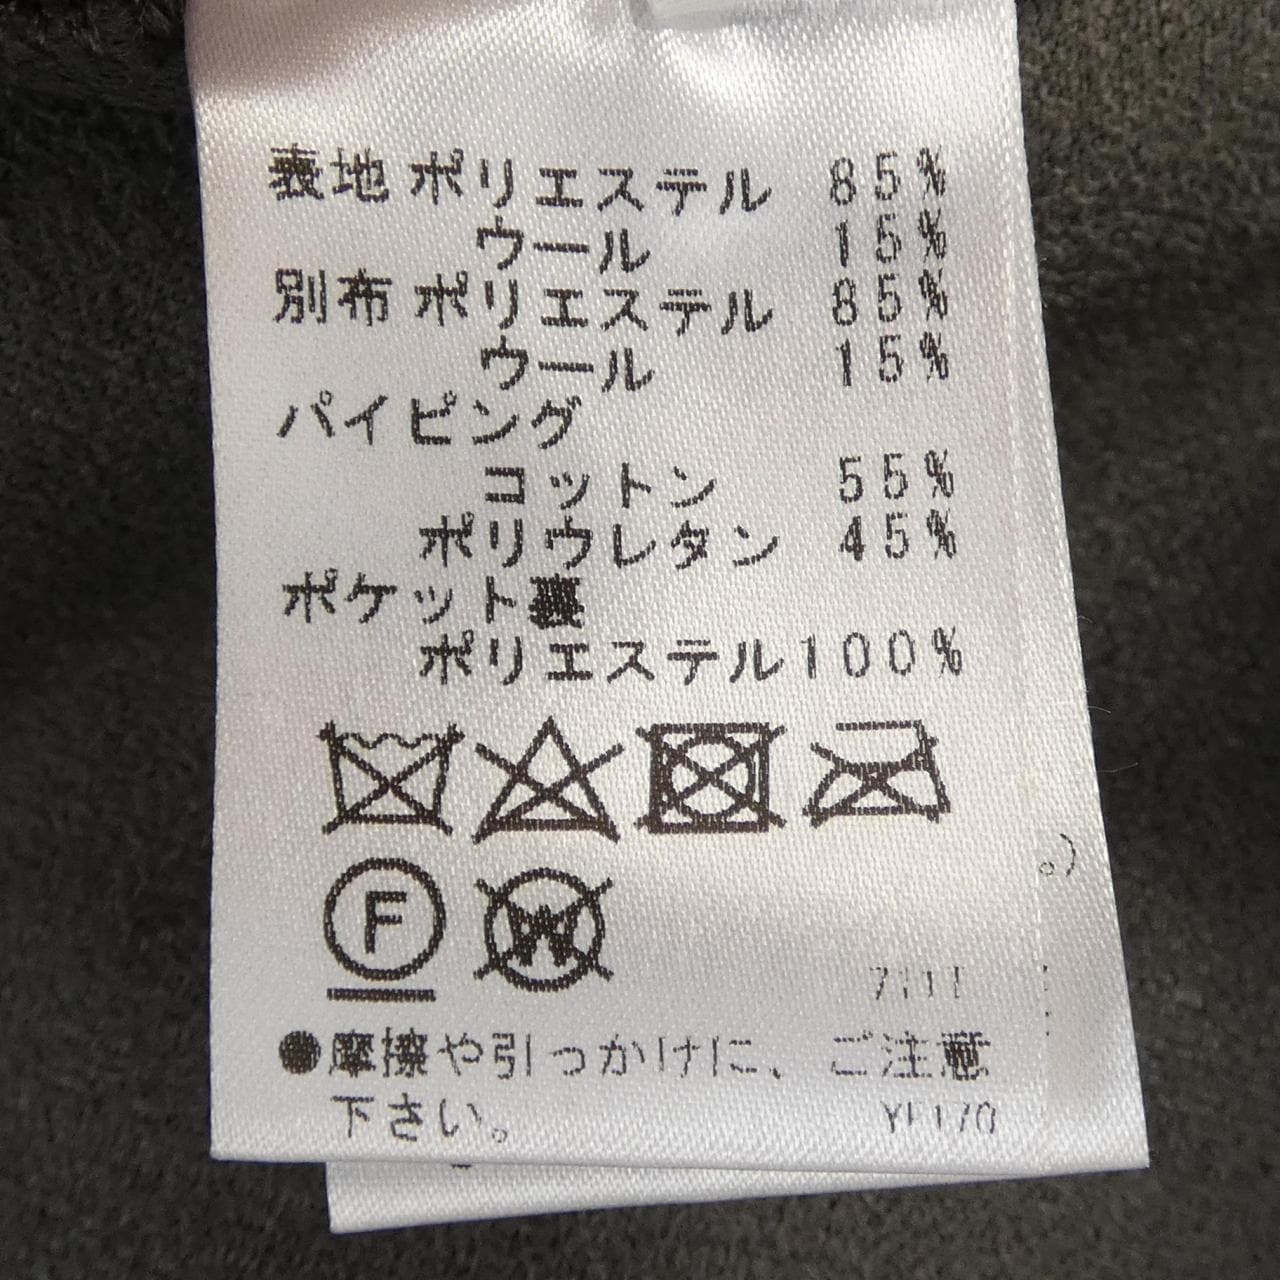 表地 ポリエステル 85%
ウール 15%
別布 ポリエステル 85%
ウール 15%
パイピング
コットン 55%
ポリウレタン 45%
ポケット裏
ポリエステル100%
F
W
。)
●摩擦や引っかけに、ご注意
下さい。